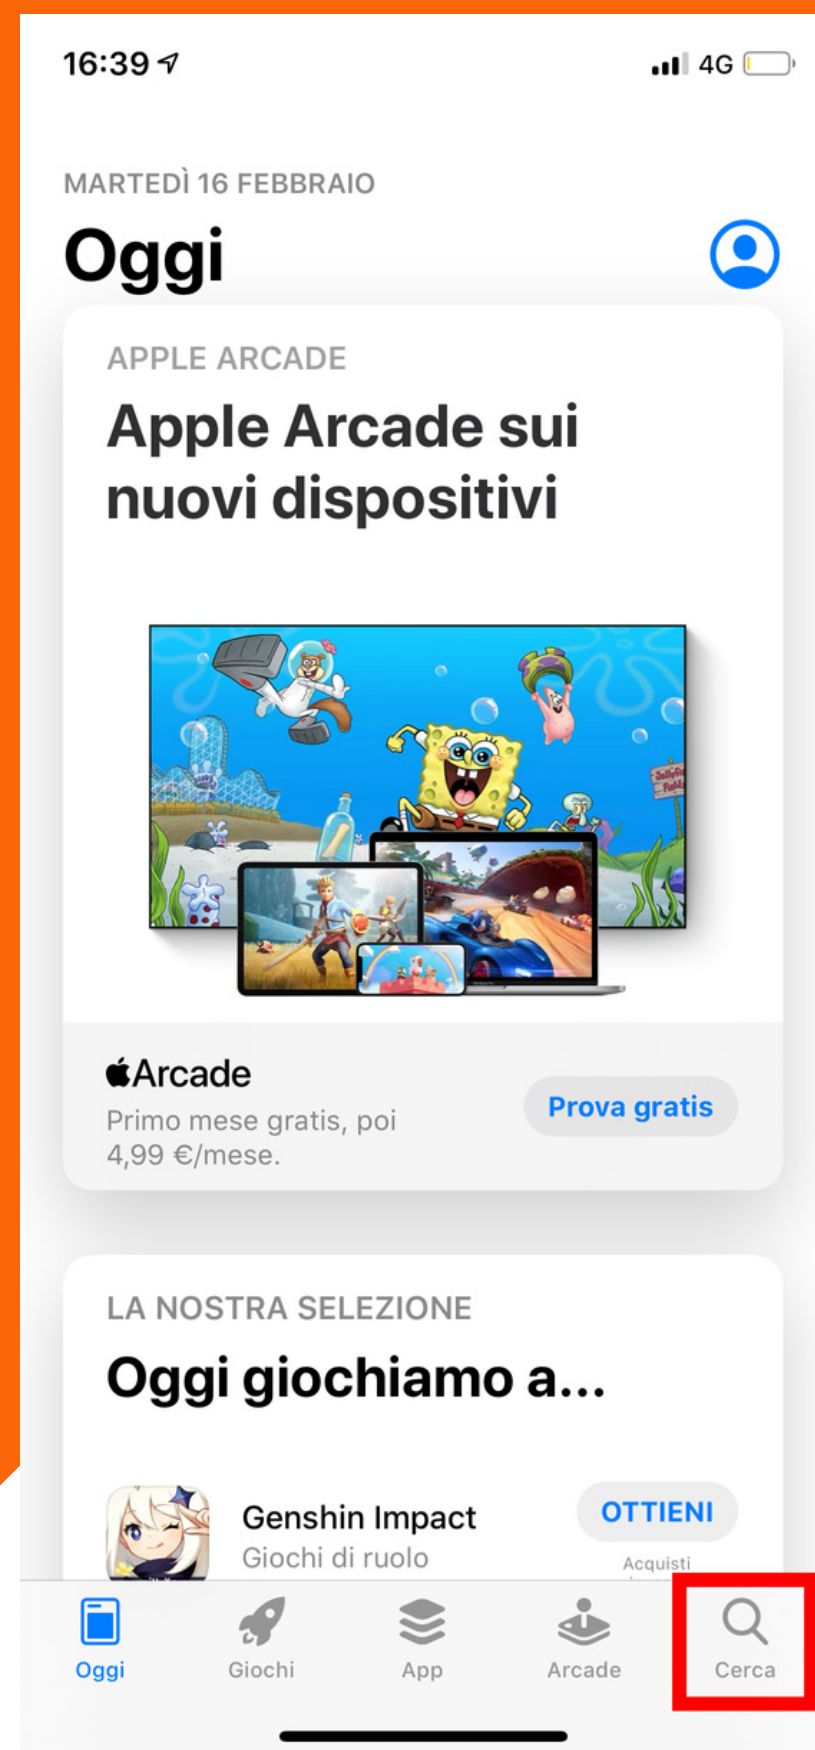 16:39
4G
MARTEDÌ 16 FEBBRAIO
Oggi
APPLE ARCADE
Apple Arcade sui
nuovi dispositivi
Jellyfish
Fields
Arcade
Primo mese gratis, poi
4,99 €/mese.
Prova gratis
LA NOSTRA SELEZIONE
Oggi giochiamo a...
Genshin Impact
Giochi di ruolo
OTTIENI
Acquisti
Oggi
Giochi
App
Arcade
Cerca